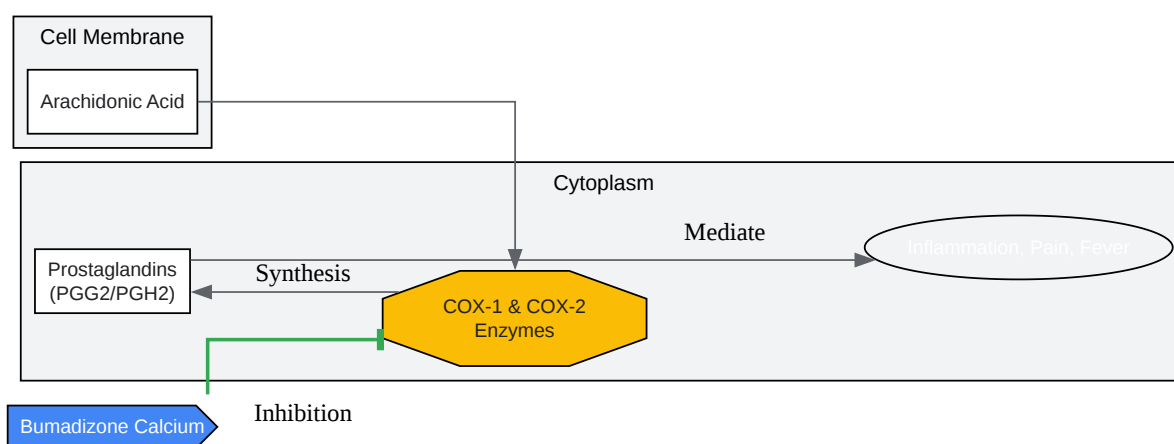 Cell Membrane
Arachidonic Acid
Cytoplasm
Mediate
Inflammation, Pain, Fever
Prostaglandins
(PGG2/PGH2)
Synthesis
COX-1 & COX-2
Enzymes
Inhibition
Bumadizone Calcium